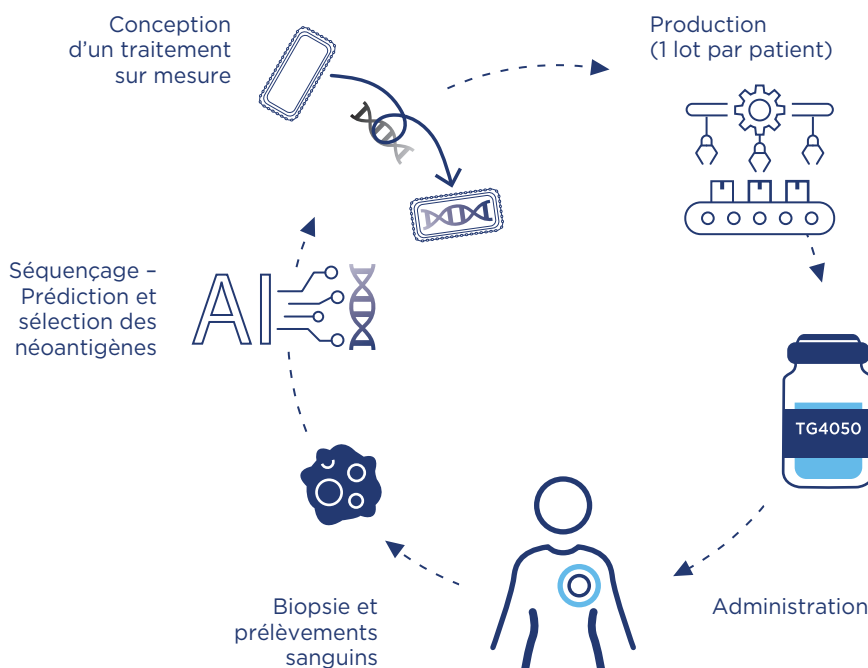 Conception
d'un traitement
sur mesure
Production
(1 lot par patient)
Séquençage –
Prédiction et
sélection des
néoantigènes
AI
TG4050
Administration
Biopsie et
prélèvements
sanguins